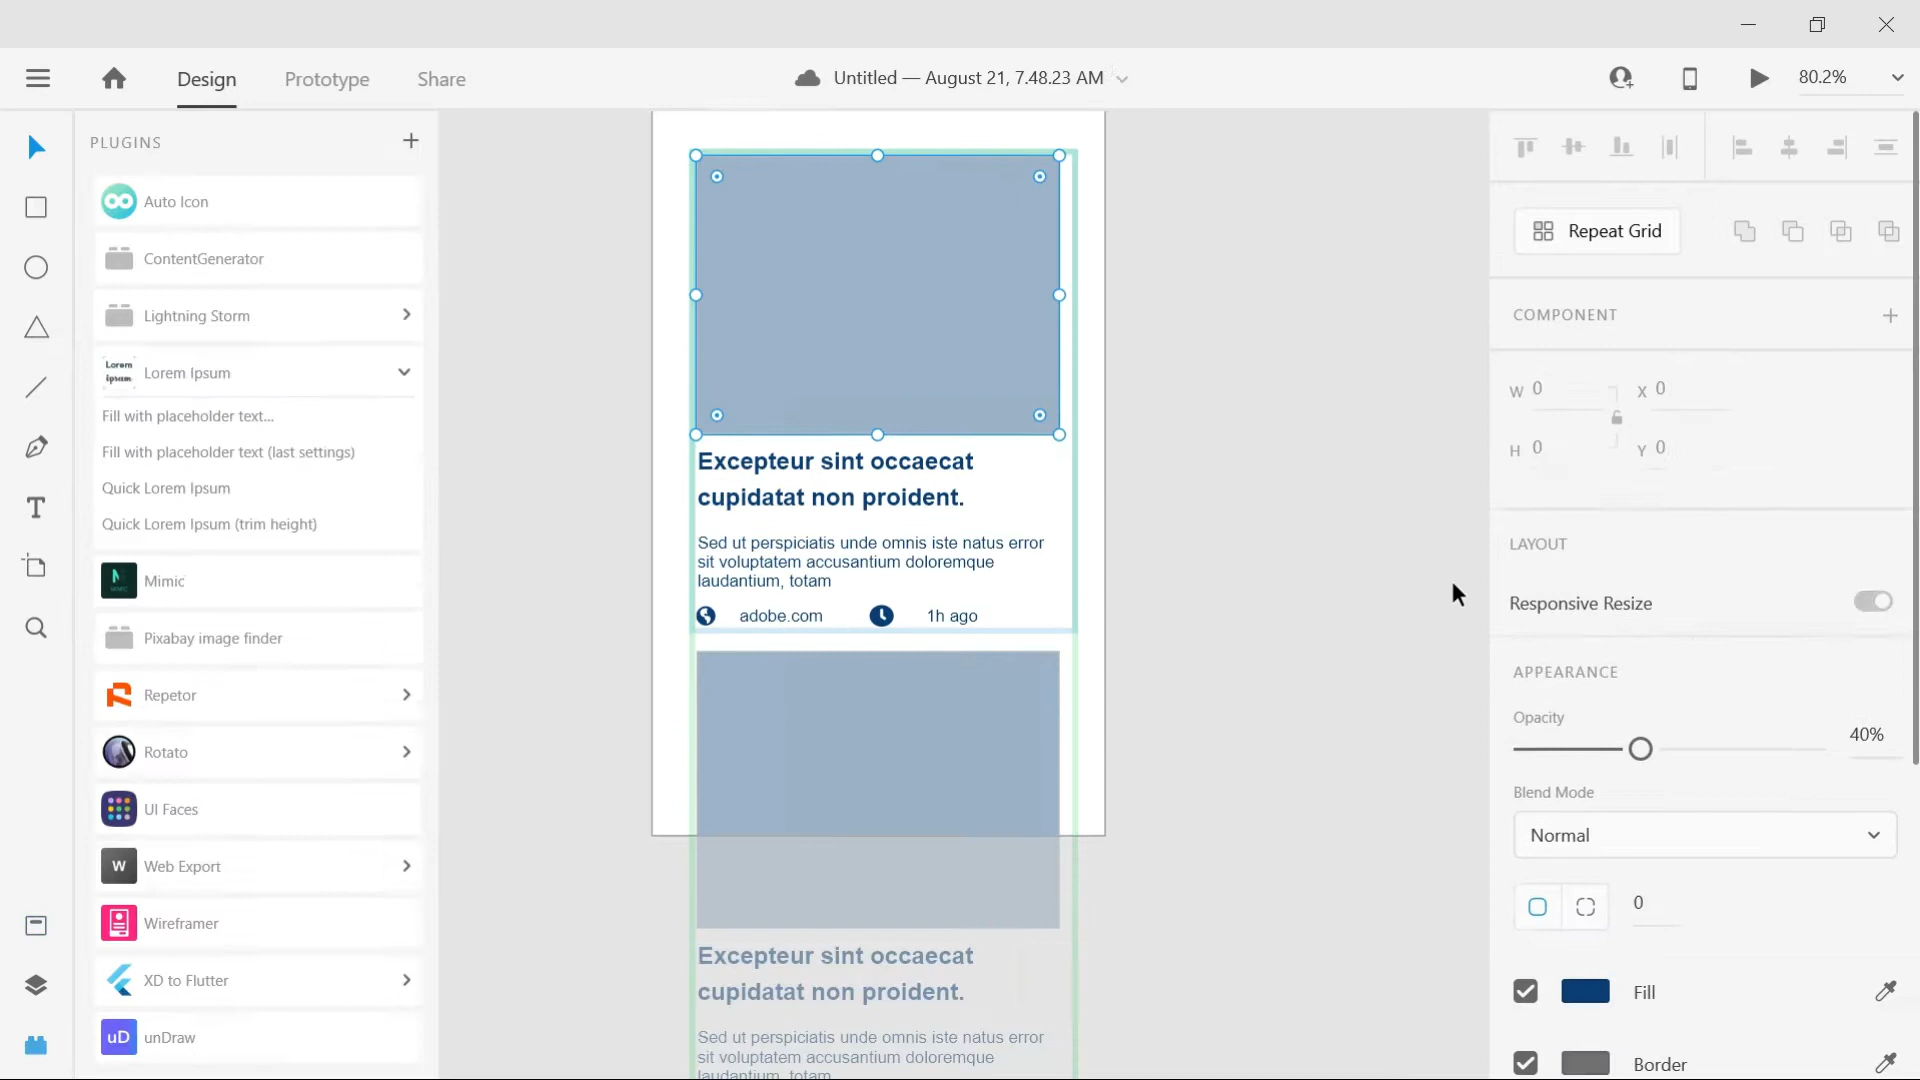 Design
Prototype
Share
Untitled — August 21, 7.48.23 AM
80.2%
PLUGINS
Auto Icon
ContentGenerator
Lightning Storm
Lorem
ipsum
Lorem Ipsum
Fill with placeholder text...
Fill with placeholder text (last settings)
Quick Lorem Ipsum
Quick Lorem Ipsum (trim height)
Mimic
Pixabay image finder
Repetor
Rotato
UI Faces
W
Web Export
Wireframer
XD to Flutter
uD
unDraw
Excepteur sint occaecat
cupidatat non proident.
Sed ut perspiciatis unde omnis iste natus error
sit voluptatem accusantium doloremque
laudantium, totam
adobe.com
1h ago
Excepteur sint occaecat
cupidatat non proident.
Sed ut perspiciatis unde omnis iste natus error
sit voluptatem accusantium doloremque
laudantium, totam
Repeat Grid
COMPONENT
W 0
X 0
H 0
Y 0
LAYOUT
Responsive Resize
APPEARANCE
Opacity
40%
Blend Mode
Normal
0
Fill
Border